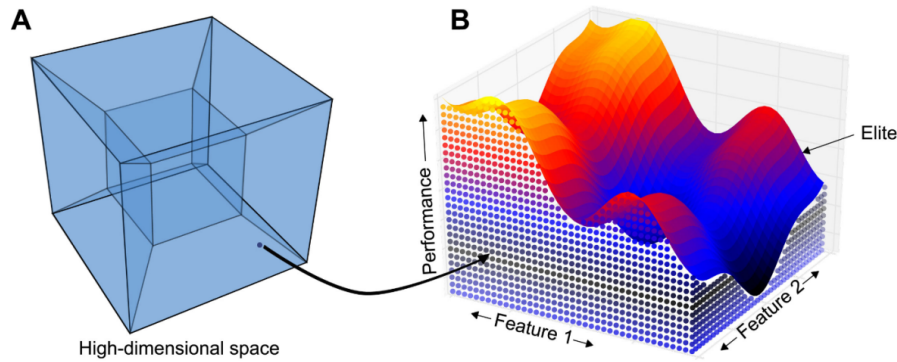 A
B
Elite
Performance
Feature 1
Feature 2
High-dimensional space